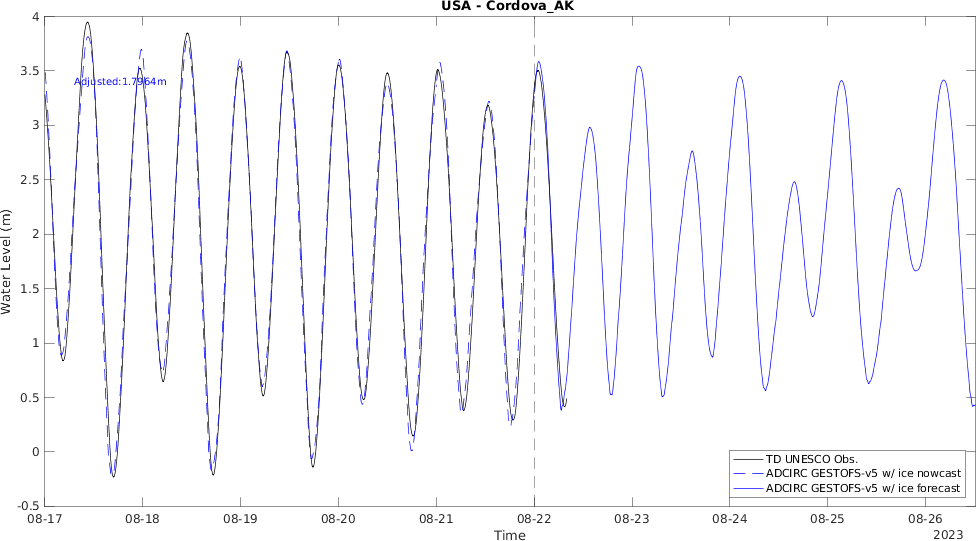 USA - Cordova_AK
4
3.5
3
2.5
2
1.5
1
0.5
0
-0.5
Water Level (m)
Adjusted:1.7964m
TD UNESCO Obs.
ADCIRC GESTOFS-v5 w/ ice nowcast
ADCIRC GESTOFS-v5 w/ ice forecast
08-17 08-18 08-19 08-20 08-21 08-22 08-23 08-24 08-25 08-26
Time
2023